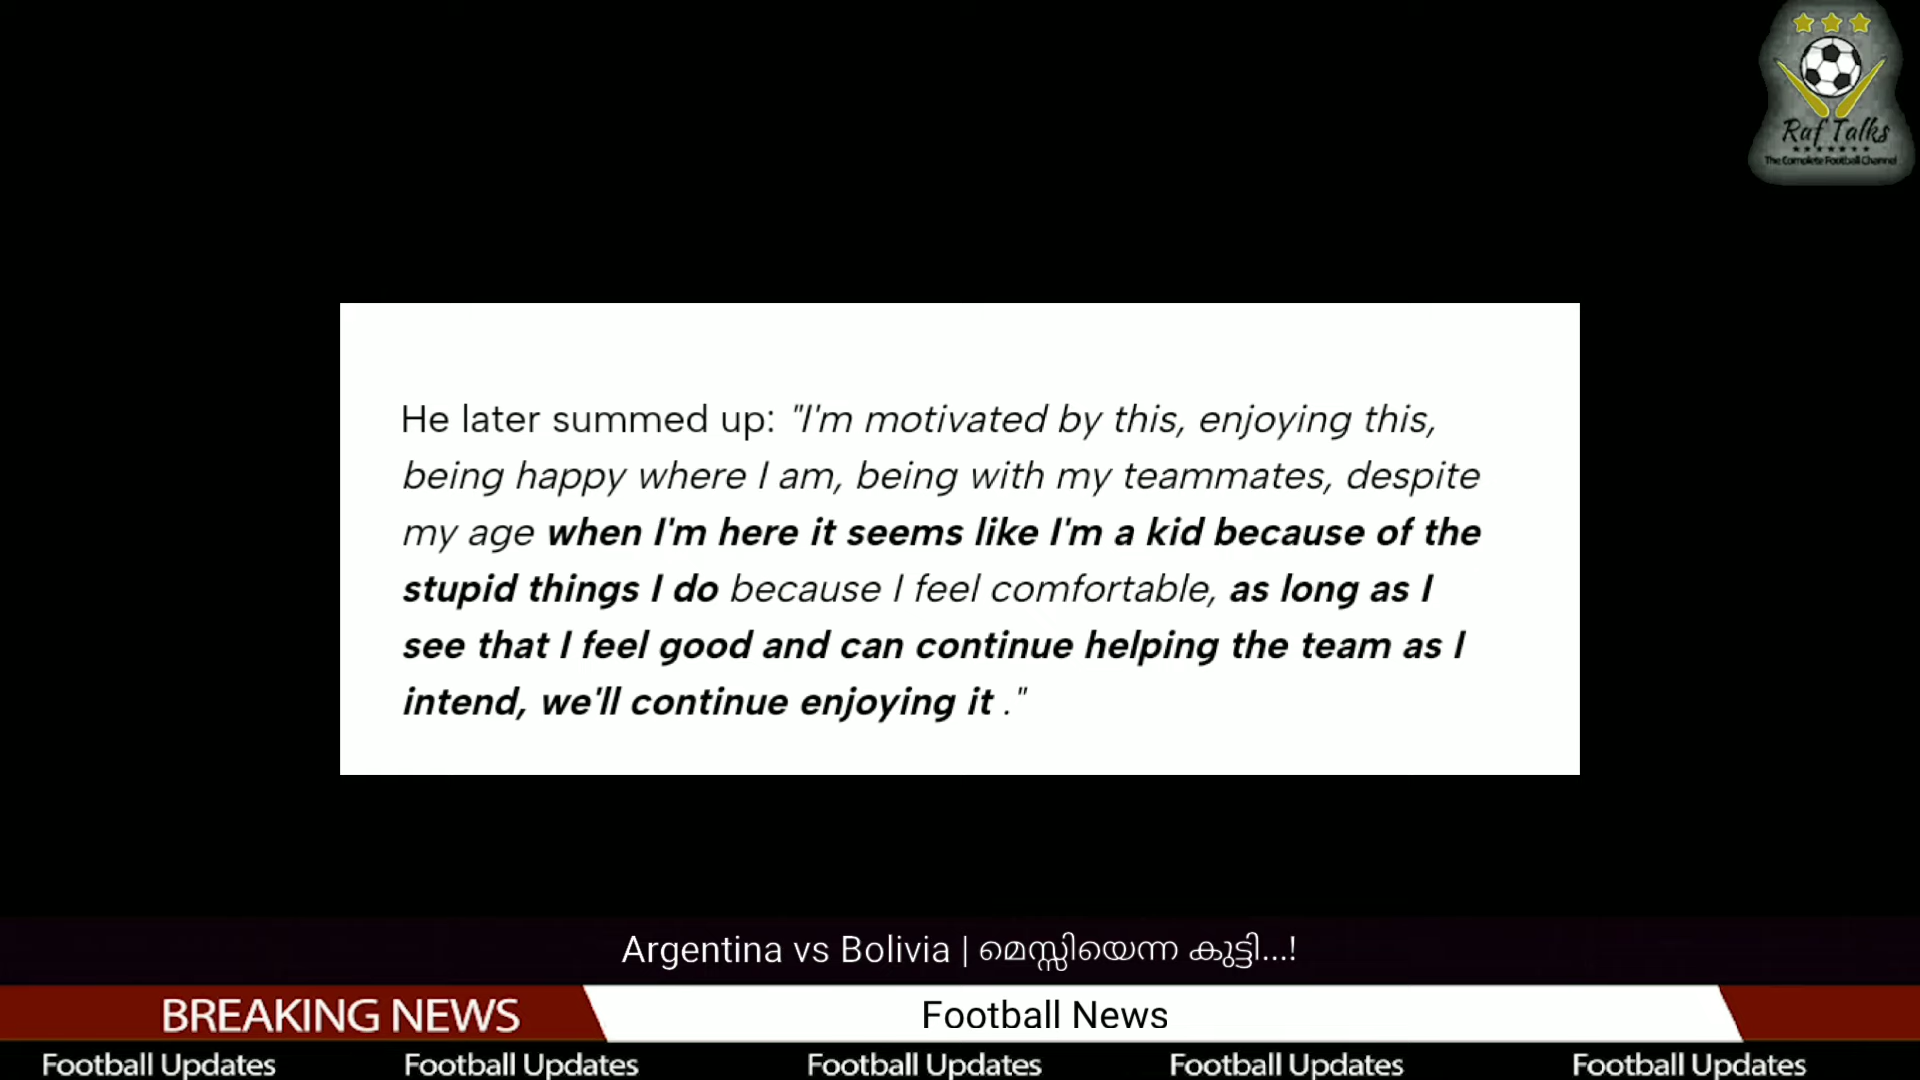 Raf Talks
The Complete Football Channel
He later summed up: "I'm motivated by this, enjoying this,
being happy where I am, being with my teammates, despite
my age when I'm here it seems like I'm a kid because of the
stupid things I do because I feel comfortable, as long as I
see that I feel good and can continue helping the team as I
intend, we'll continue enjoying it ."
Argentina vs Bolivia | മെസ്സിയെന്ന കുട്ടി...!
BREAKING NEWS Football News
Football Updates Football Updates Football Updates Football Updates Football Updates